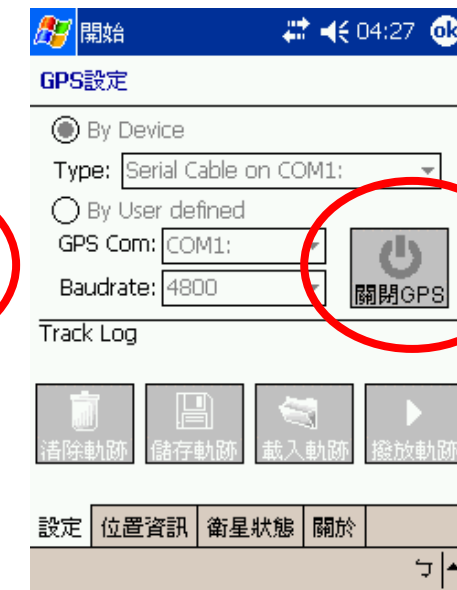 開始 04:27 ok
GPS設定
By Device
Type: Serial Cable on COM1:
By User defined
GPS Com: COM1:
Baudrate: 4800
關閉GPS
Track Log
清除軌跡 儲存軌跡 載入軌跡 撥放軌跡
設定 位置資訊 衛星狀態 關於
ㄅ